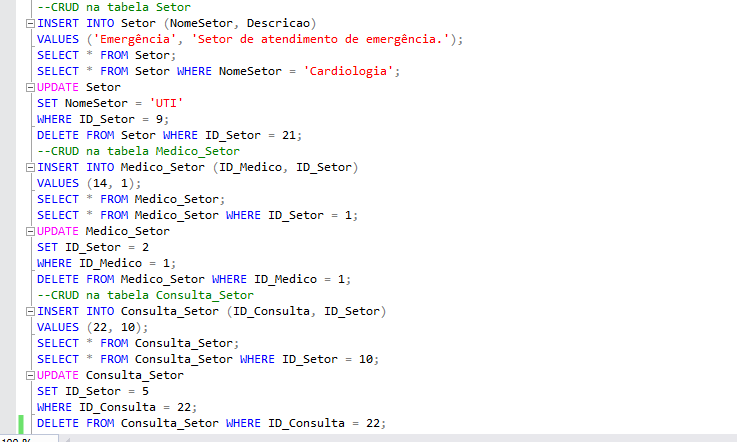 --CRUD na tabela Setor
INSERT INTO Setor (NomeSetor, Descricao)
VALUES ('Emergência', 'Setor de atendimento de emergência.');
SELECT * FROM Setor;
SELECT * FROM Setor WHERE NomeSetor = 'Cardiologia';
UPDATE Setor
SET NomeSetor = 'UTI'
WHERE ID_Setor = 9;
DELETE FROM Setor WHERE ID_Setor = 21;
--CRUD na tabela Medico_Setor
INSERT INTO Medico_Setor (ID_Medico, ID_Setor)
VALUES (14, 1);
SELECT * FROM Medico_Setor;
SELECT * FROM Medico_Setor WHERE ID_Setor = 1;
UPDATE Medico_Setor
SET ID_Setor = 2
WHERE ID_Medico = 1;
DELETE FROM Medico_Setor WHERE ID_Medico = 1;
--CRUD na tabela Consulta_Setor
INSERT INTO Consulta_Setor (ID_Consulta, ID_Setor)
VALUES (22, 10);
SELECT * FROM Consulta_Setor;
SELECT * FROM Consulta_Setor WHERE ID_Setor = 10;
UPDATE Consulta_Setor
SET ID_Setor = 5
WHERE ID_Consulta = 22;
DELETE FROM Consulta_Setor WHERE ID_Consulta = 22;